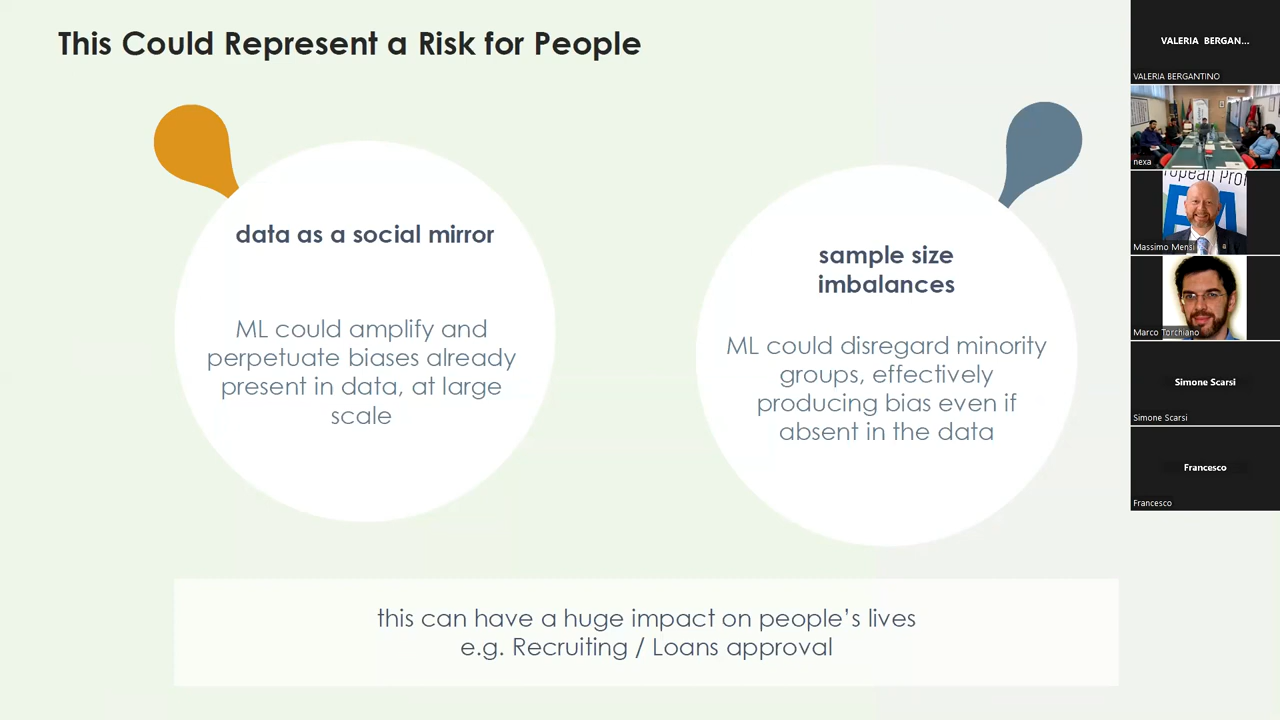 This Could Represent a Risk for People
data as a social mirror
ML could amplify and
perpetuate biases already
present in data, at large
scale
sample size
imbalances
ML could disregard minority
groups, effectively
producing bias even if
absent in the data
this can have a huge impact on people’s lives
e.g. Recruiting / Loans approval
VALERIA BERGAN...
VALERIA BERGANTINO
nexa
Massimo Mensi
Marco Torchiano
Simone Scarsi
Simone Scarsi
Francesco
Francesco